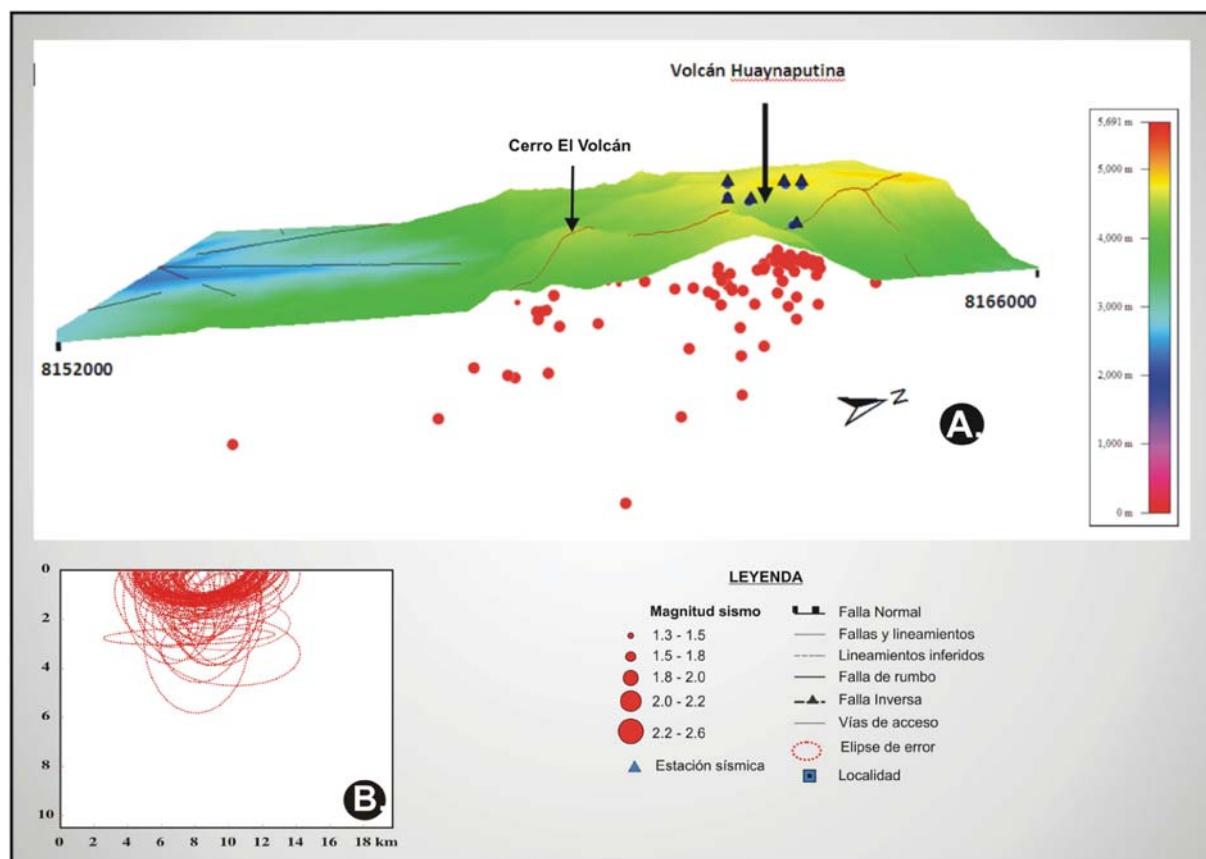 Volcán Huaynaputina
Cerro El Volcán
5,691 m
5,000 m
4,000 m
3,000 m
2,000 m
1,000 m
0 m
8166000
8152000
Z
A.
0
2
4
6
8
10
0 2 4 6 8 10 12 14 16 18 km
B.
LEYENDA
Magnitud sismo
1.3 - 1.5
1.5 - 1.8
1.8 - 2.0
2.0 - 2.2
2.2 - 2.6
Estación sísmica
Falla Normal
Fallas y lineamientos
Lineamientos inferidos
Falla de rumbo
Falla Inversa
Vías de acceso
Elipse de error
Localidad